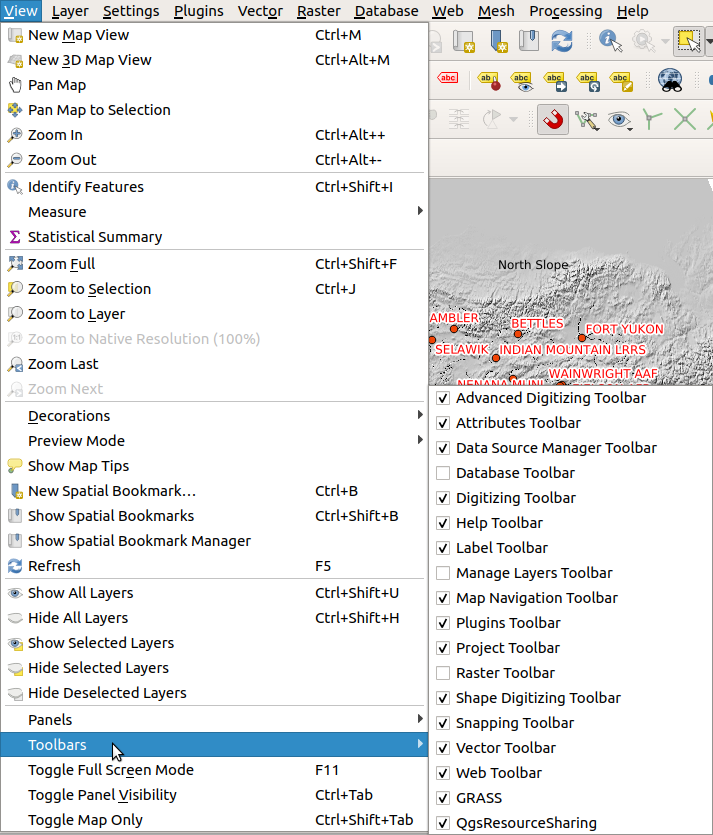 View Layer Settings Plugins Vector Raster Database Web Mesh Processing Help
New Map View Ctrl+M
New 3D Map View Ctrl+Alt+M
Pan Map
Pan Map to Selection
Zoom In Ctrl+Alt++
Zoom Out Ctrl+Alt+-
Identify Features Ctrl+Shift+I
Measure
Statistical Summary
Zoom Full Ctrl+Shift+F
Zoom to Selection Ctrl+J
Zoom to Layer
Zoom to Native Resolution (100%)
Zoom Last
Zoom Next
Decorations
Preview Mode
Show Map Tips
New Spatial Bookmark… Ctrl+B
Show Spatial Bookmarks Ctrl+Shift+B
Show Spatial Bookmark Manager
Refresh F5
Show All Layers Ctrl+Shift+U
Hide All Layers Ctrl+Shift+H
Show Selected Layers
Hide Selected Layers
Hide Deselected Layers
Panels
Toolbars
Toggle Full Screen Mode F11
Toggle Panel Visibility Ctrl+Tab
Toggle Map Only Ctrl+Shift+Tab
abc abc abc abc abc abc
North Slope
AMBLER
BETTLES
FORT YUKON
SELAWIK
INDIAN MOUNTAIN LRRS
WAINWRIGHT AAF
NENANA MUNI
Advanced Digitizing Toolbar
Attributes Toolbar
Data Source Manager Toolbar
Database Toolbar
Digitizing Toolbar
Help Toolbar
Label Toolbar
Manage Layers Toolbar
Map Navigation Toolbar
Plugins Toolbar
Project Toolbar
Raster Toolbar
Shape Digitizing Toolbar
Snapping Toolbar
Vector Toolbar
Web Toolbar
GRASS
QgsResourceSharing